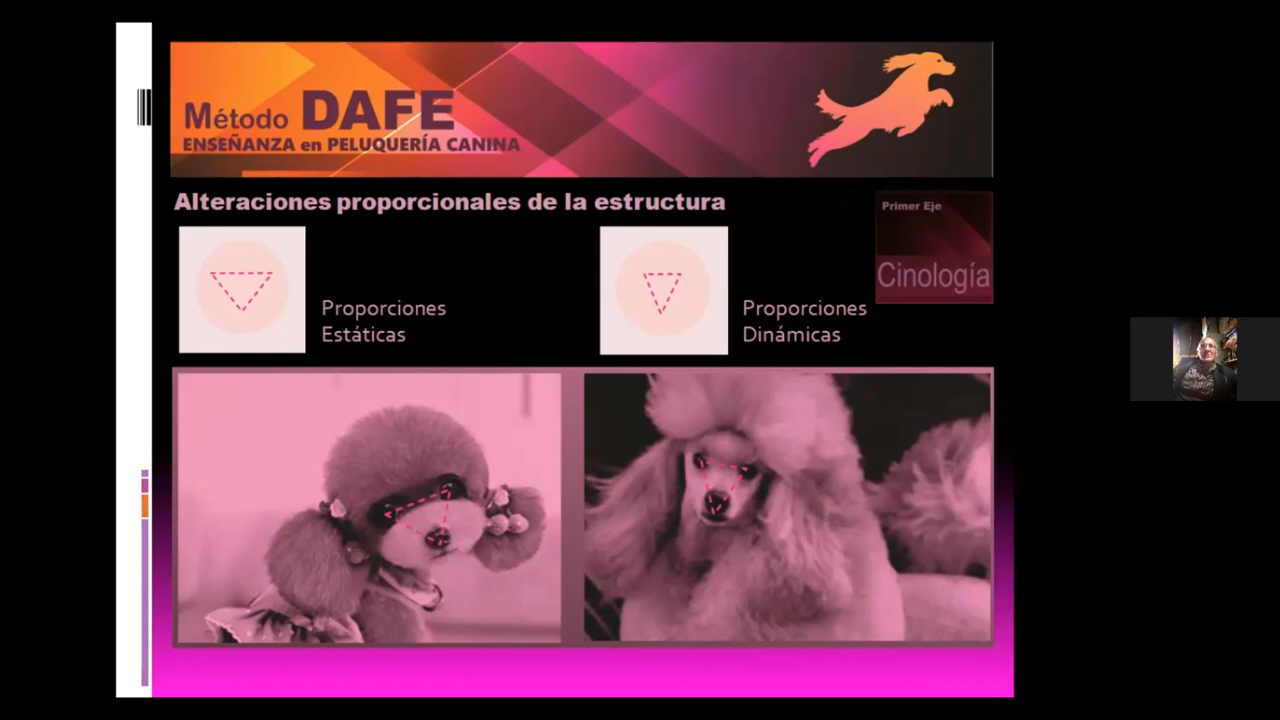 Método DAFE
ENSEÑANZA en PELUQUERÍA CANINA
Alteraciones proporcionales de la estructura
Primer Eje
Cinología
Proporciones
Estáticas
Proporciones
Dinámicas